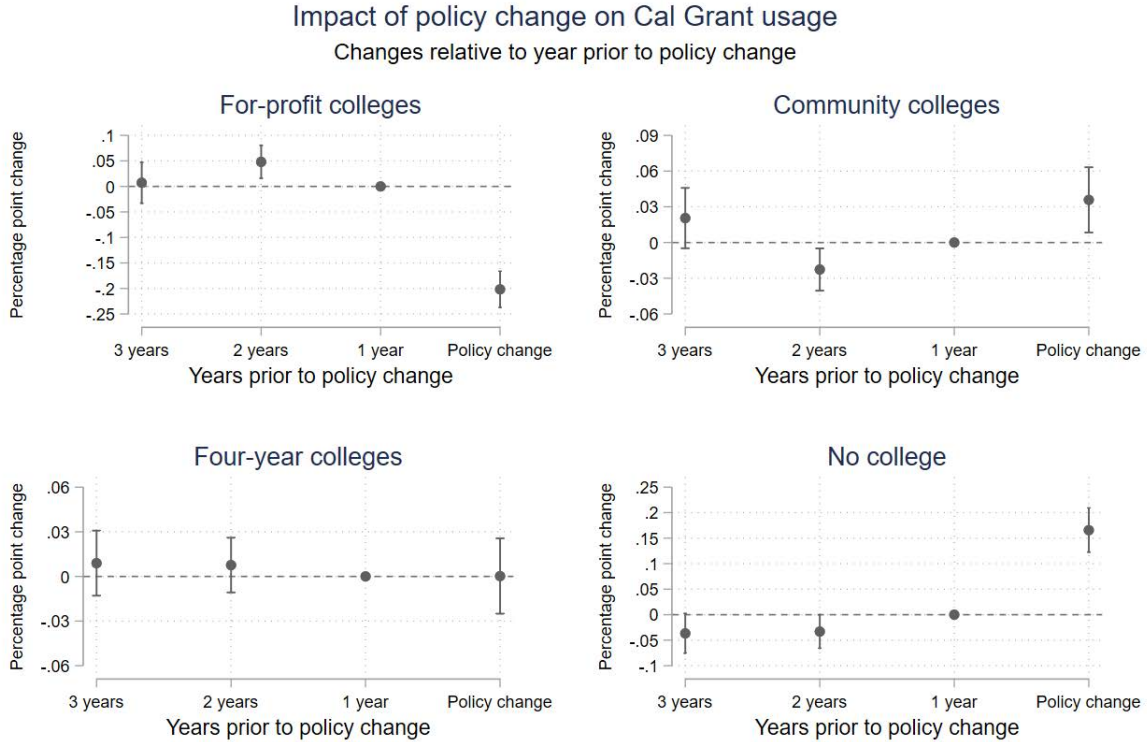 Impact of policy change on Cal Grant usage
Changes relative to year prior to policy change
For-profit colleges
Percentage point change
.1
.05
0
-.05
-.1
-.15
-.2
-.25
3 years
2 years
1 year
Policy change
Years prior to policy change
Community colleges
Percentage point change
.09
.06
.03
0
-.03
-.06
3 years
2 years
1 year
Policy change
Years prior to policy change
Four-year colleges
Percentage point change
.06
.03
0
-.03
-.06
3 years
2 years
1 year
Policy change
Years prior to policy change
No college
Percentage point change
.25
.2
.15
.1
.05
0
-.05
-.1
3 years
2 years
1 year
Policy change
Years prior to policy change